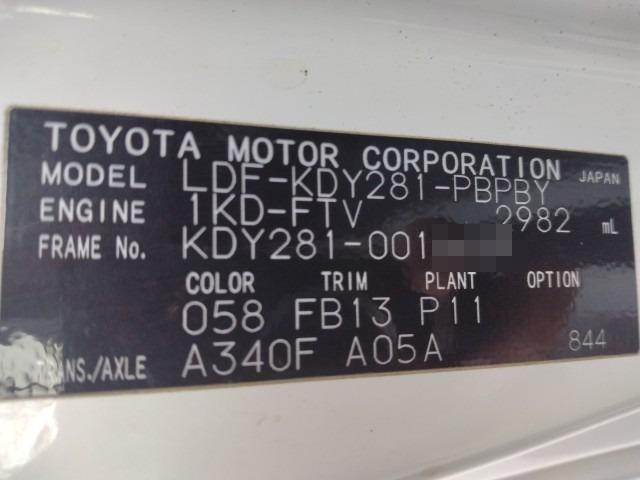 TOYOTA MOTOR CORPORATION JAPAN
MODEL LDF-KDY281-PBPBY
ENGINE 1KD-FTV 2982 mL
FRAME No. KDY281-001
COLOR TRIM PLANT OPTION
058 FB13 P11
TRANS./AXLE A340F A05A 844